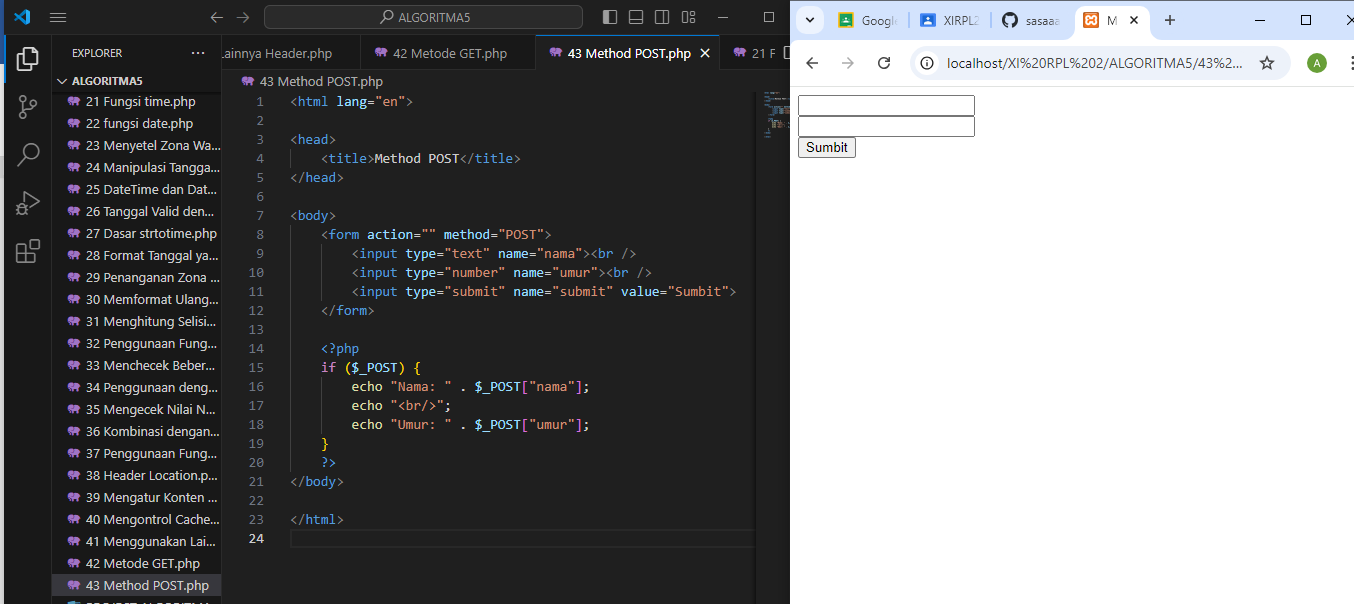 ALGORITMA5
EXPLORER
ALGORITMA5
21 Fungsi time.php
22 fungsi date.php
23 Menyetel Zona Wa...
24 Manipulasi Tangga...
25 DateTime dan Dat...
26 Tanggal Valid den...
27 Dasar strtotime.php
28 Format Tanggal ya...
29 Penanganan Zona ...
30 Memformat Ulang...
31 Menghitung Selisi...
32 Penggunaan Fung...
33 Menchecek Beber...
34 Penggunaan deng...
35 Mengecek Nilai N...
36 Kombinasi dengan...
37 Penggunaan Fung...
38 Header Location.p...
39 Mengatur Konten ...
40 Mengontrol Cache...
41 Menggunakan Lai...
42 Metode GET.php
43 Method POST.php
Lainnya Header.php 42 Metode GET.php 43 Method POST.php 21 F
43 Method POST.php
1 <html lang="en">
2
3 <head>
4 <title>Method POST</title>
5 </head>
6
7 <body>
8 <form action="" method="POST">
9 <input type="text" name="nama"><br />
10 <input type="number" name="umur"><br />
11 <input type="submit" name="submit" value="Sumbit">
12 </form>
13
14 <?php
15 if ($_POST) {
16 echo "Nama: " . $_POST["nama"];
17 echo "<br/>";
18 echo "Umur: " . $_POST["umur"];
19 }
20 ?>
21 </body>
22
23 </html>
24
Google XIRPL2 sasaaa M
localhost/XI%20RPL%202/ALGORITMA5/43%2...
A
Sumbit